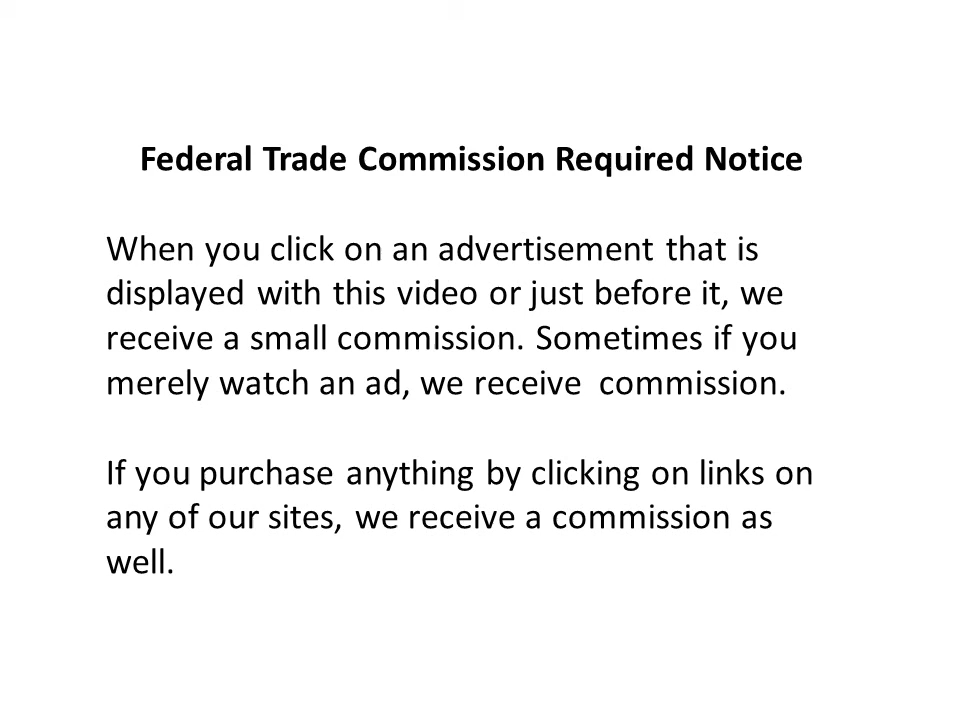 Federal Trade Commission Required Notice
When you click on an advertisement that is
displayed with this video or just before it, we
receive a small commission. Sometimes if you
merely watch an ad, we receive  commission.
If you purchase anything by clicking on links on
any of our sites, we receive a commission as
well.